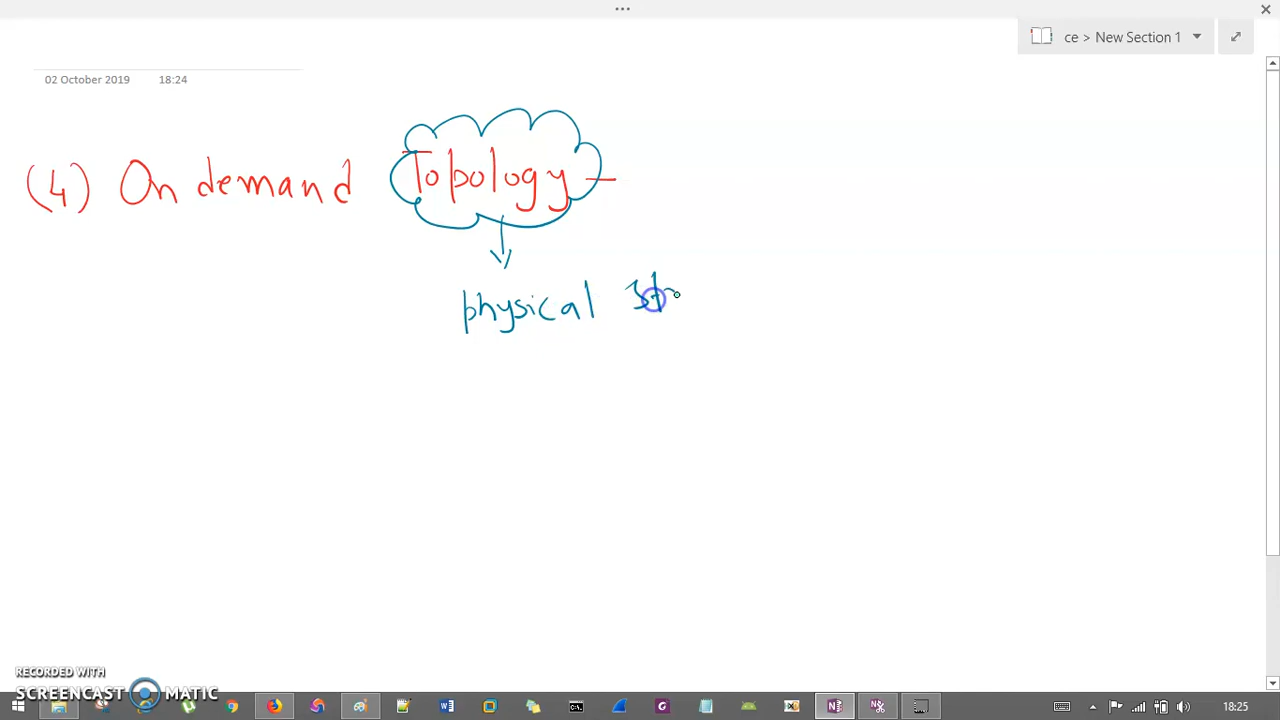 ce > New Section 1
02 October 2019 18:24
(4) On demand Topology –
physical str
RECORDED WITH
SCREENCAST MATIC
18:25